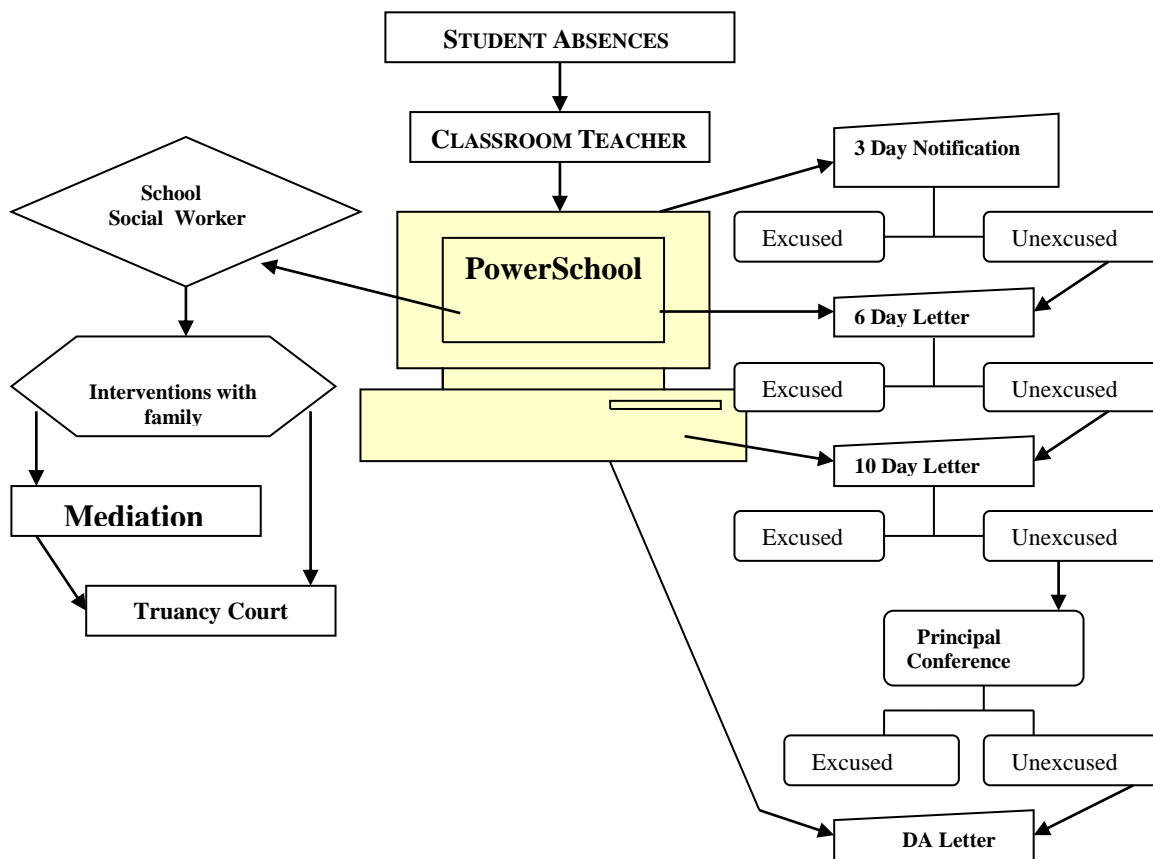 STUDENT ABSENCES
CLASSROOM TEACHER
3 Day Notification
School
Social Worker
Excused
Unexcused
PowerSchool
6 Day Letter
Interventions with
family
Excused
Unexcused
10 Day Letter
Mediation
Excused
Unexcused
Truancy Court
Principal
Conference
Excused
Unexcused
DA Letter